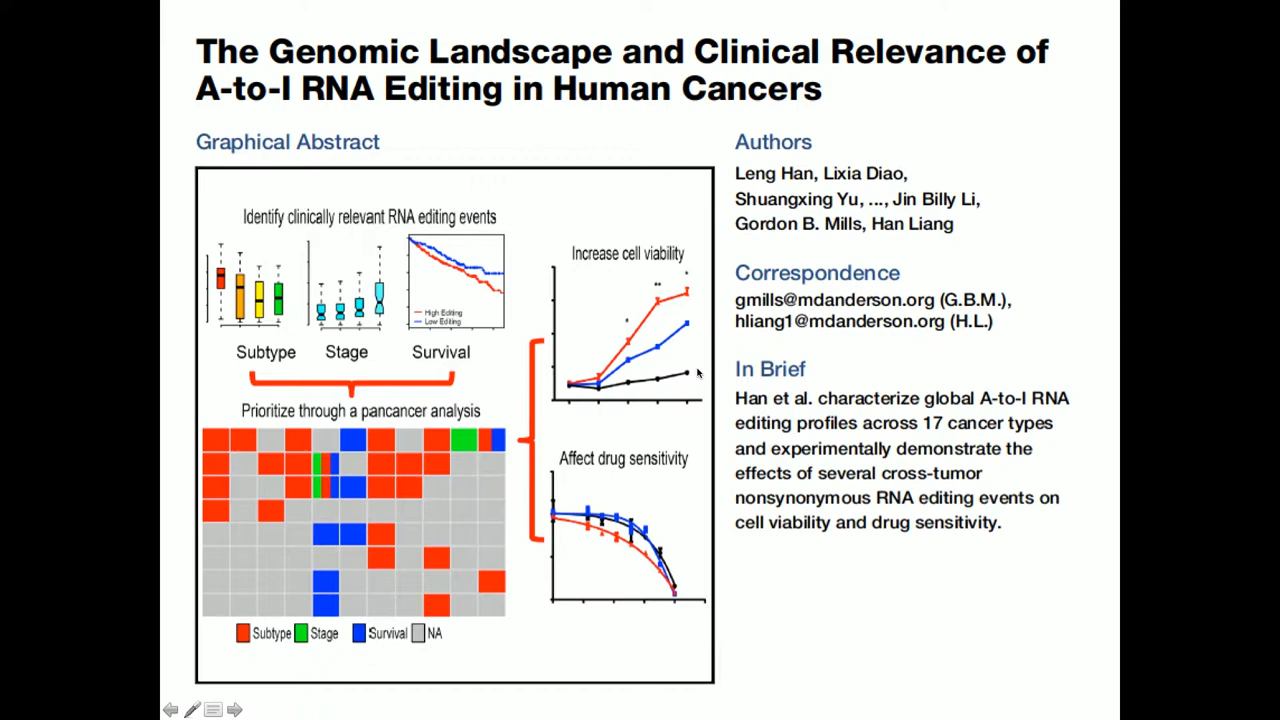 The Genomic Landscape and Clinical Relevance of
A-to-I RNA Editing in Human Cancers
Graphical Abstract
Identify clinically relevant RNA editing events
High Editing
Low Editing
Subtype Stage Survival
Prioritize through a pancancer analysis
Subtype Stage Survival NA
Increase cell viability
*
**
*
Affect drug sensitivity
Authors
Leng Han, Lixia Diao,
Shuangxing Yu, ..., Jin Billy Li,
Gordon B. Mills, Han Liang
Correspondence
gmills@mdanderson.org (G.B.M.),
hliang1@mdanderson.org (H.L.)
In Brief
Han et al. characterize global A-to-I RNA
editing profiles across 17 cancer types
and experimentally demonstrate the
effects of several cross-tumor
nonsynonymous RNA editing events on
cell viability and drug sensitivity.